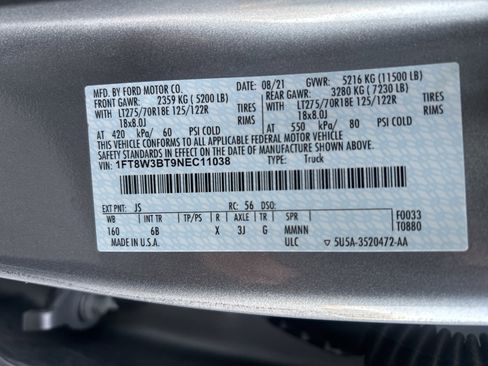 MFD. BY FORD MOTOR CO.
08/21 GVWR: 5216 KG (11500 LB)
FRONT GAWR: 2359 KG ( 5200 LB)
REAR GAWR: 3280 KG ( 7230 LB)
WITH LT275/70R18E 125/122R TIRES
WITH LT275/70R18E 125/122R TIRES
18x8.0J RIMS
18x8.0J RIMS
AT 420 kPa/ 60 PSI COLD
AT 550 kPa/ 80 PSI COLD
THIS VEHICLE CONFORMS TO ALL APPLICABLE FEDERAL MOTOR VEHICLE
SAFETY STANDARDS IN EFFECT ON THE DATE OF MANUFACTURE SHOWN ABOVE.
VIN: 1FT8W3BT9NEC11038 TYPE: Truck
EXT PNT: JS RC: 56 DSO: F0033
WB INT TR TP/PS R AXLE TR SPR T0880
160 6B X 3J G MMNN
MADE IN U.S.A. ULC ▽ 5U5A-3520472-AA